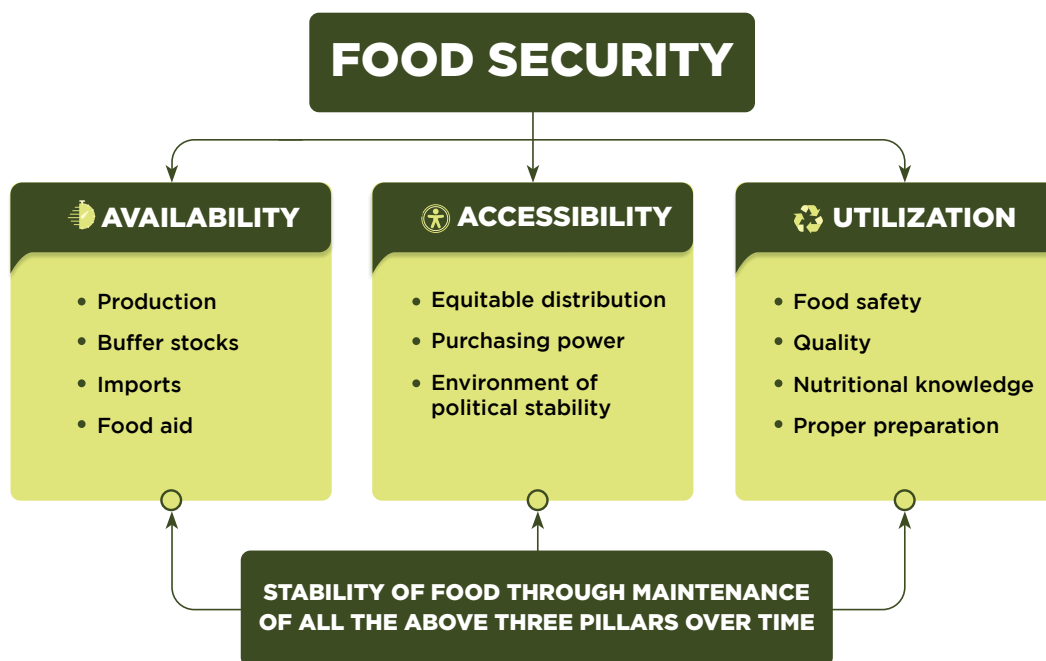 FOOD SECURITY
AVAILABILITY
Production
Buffer stocks
Imports
Food aid
ACCESSIBILITY
Equitable distribution
Purchasing power
Environment of
political stability
UTILIZATION
Food safety
Quality
Nutritional knowledge
Proper preparation
STABILITY OF FOOD THROUGH MAINTENANCE
OF ALL THE ABOVE THREE PILLARS OVER TIME